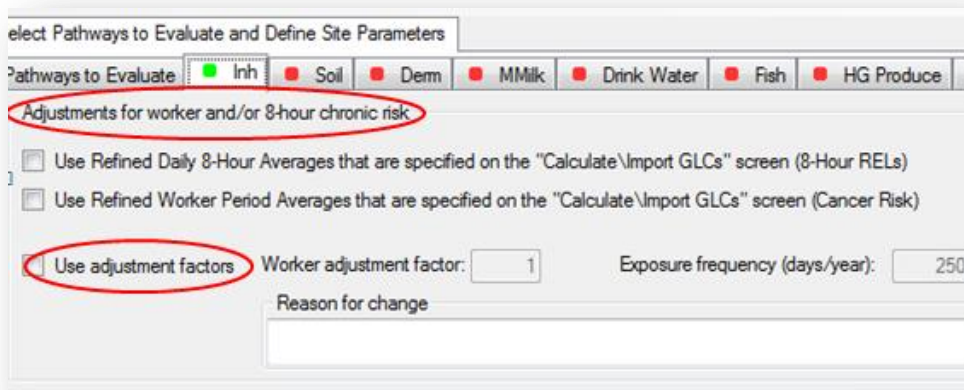 elect Pathways to Evaluate and Define Site Parameters
Pathways to Evaluate Inh Soil Derm MMilk Drink Water Fish HG Produce
Adjustments for worker and/or 8-hour chronic risk
Use Refined Daily 8-Hour Averages that are specified on the "Calculate\Import GLCs" screen (8-Hour RELs)
Use Refined Worker Period Averages that are specified on the "Calculate\Import GLCs" screen (Cancer Risk)
Use adjustment factors Worker adjustment factor: 1 Exposure frequency (days/year): 250
Reason for change